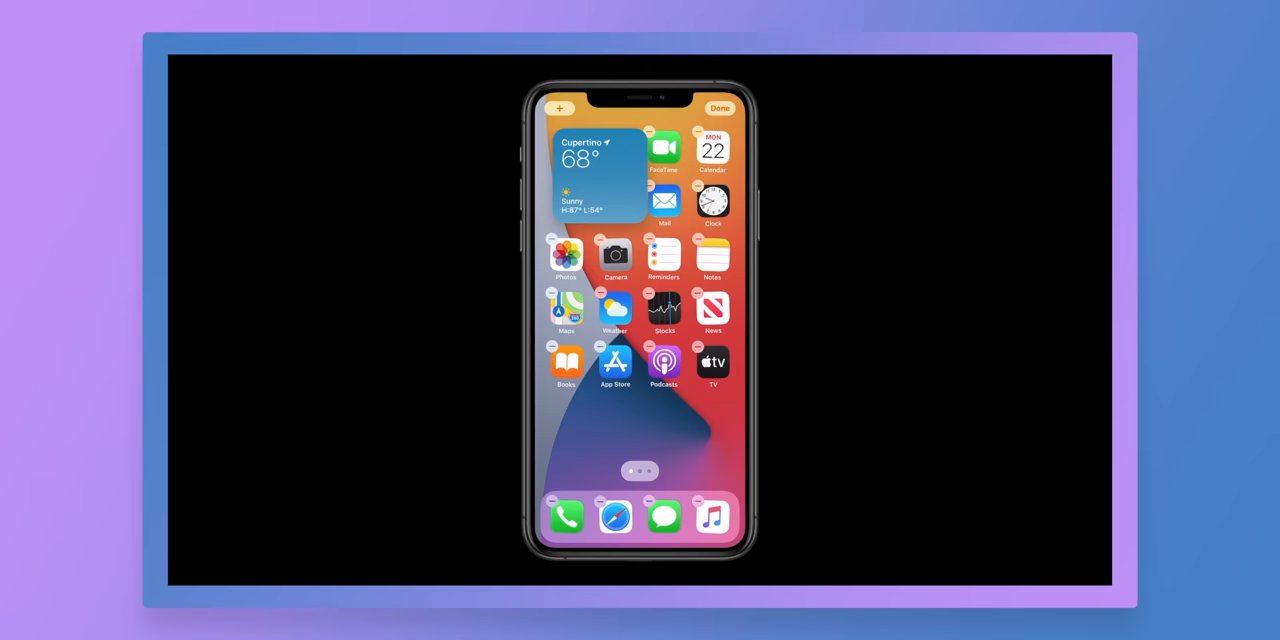 +
Done
Cupertino
68°
Sunny
H:87° L:54°
FaceTime
MON
22
Calendar
Mail
Clock
Photos
Camera
Reminders
Notes
Maps
Weather
Stocks
News
Books
App Store
Podcasts
tv
TV